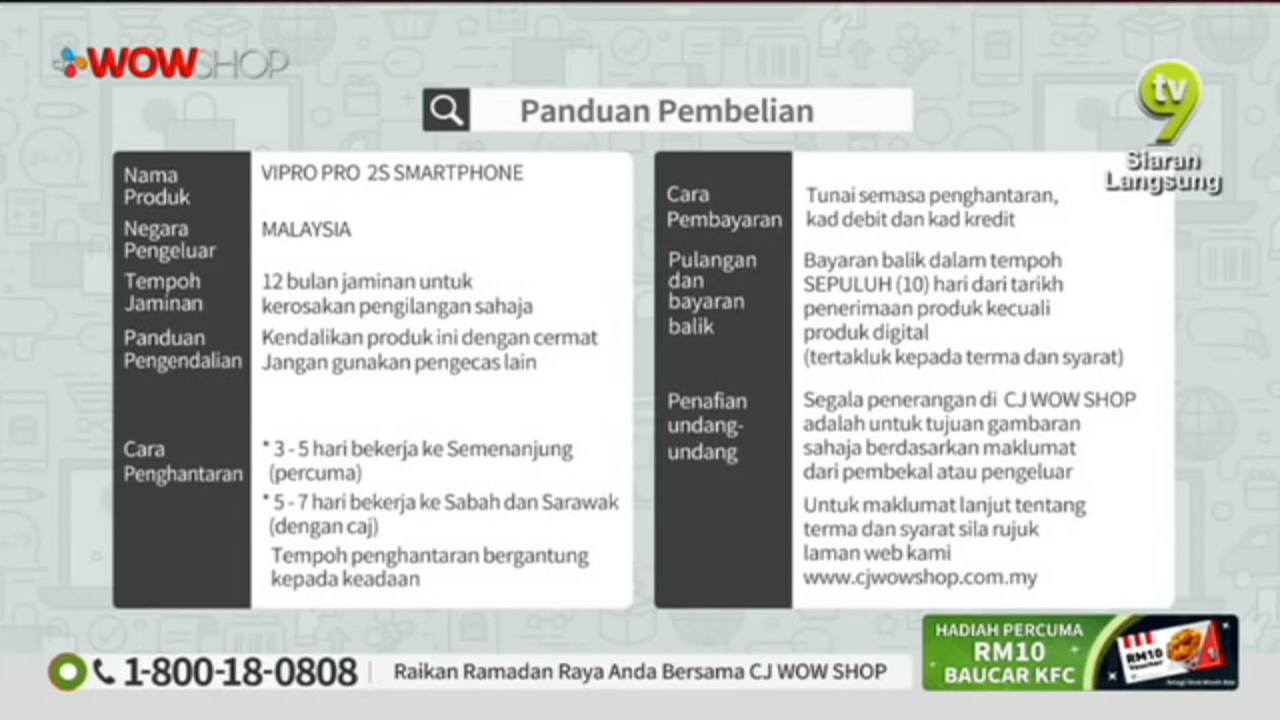 WOWSHOP
Panduan Pembelian
tv
9
Siaran
Langsung
Nama
Produk
VIPRO PRO 2S SMARTPHONE
Negara
Pengeluar
MALAYSIA
Tempoh
Jaminan
12 bulan jaminan untuk
kerosakan pengilangan sahaja
Panduan
Pengendalian
Kendalikan produk ini dengan cermat
Jangan gunakan pengecas lain
Cara
Penghantaran
* 3 - 5 hari bekerja ke Semenanjung
(percuma)
* 5 - 7 hari bekerja ke Sabah dan Sarawak
(dengan caj)
Tempoh penghantaran bergantung
kepada keadaan
Cara
Pembayaran
Tunai semasa penghantaran,
kad debit dan kad kredit
Pulangan
dan
bayaran
balik
Bayaran balik dalam tempoh
SEPULUH (10) hari dari tarikh
penerimaan produk kecuali
produk digital
(tertakluk kepada terma dan syarat)
Penafian
undang-
undang
Segala penerangan di CJ WOW SHOP
adalah untuk tujuan gambaran
sahaja berdasarkan maklumat
dari pembekal atau pengeluar
Untuk maklumat lanjut tentang
terma dan syarat sila rujuk
laman web kami
www.cjwowshop.com.my
1-800-18-0808
Raikan Ramadan Raya Anda Bersama CJ WOW SHOP
HADIAH PERCUMA
RM10
BAUCAR KFC
RM10
Voucher